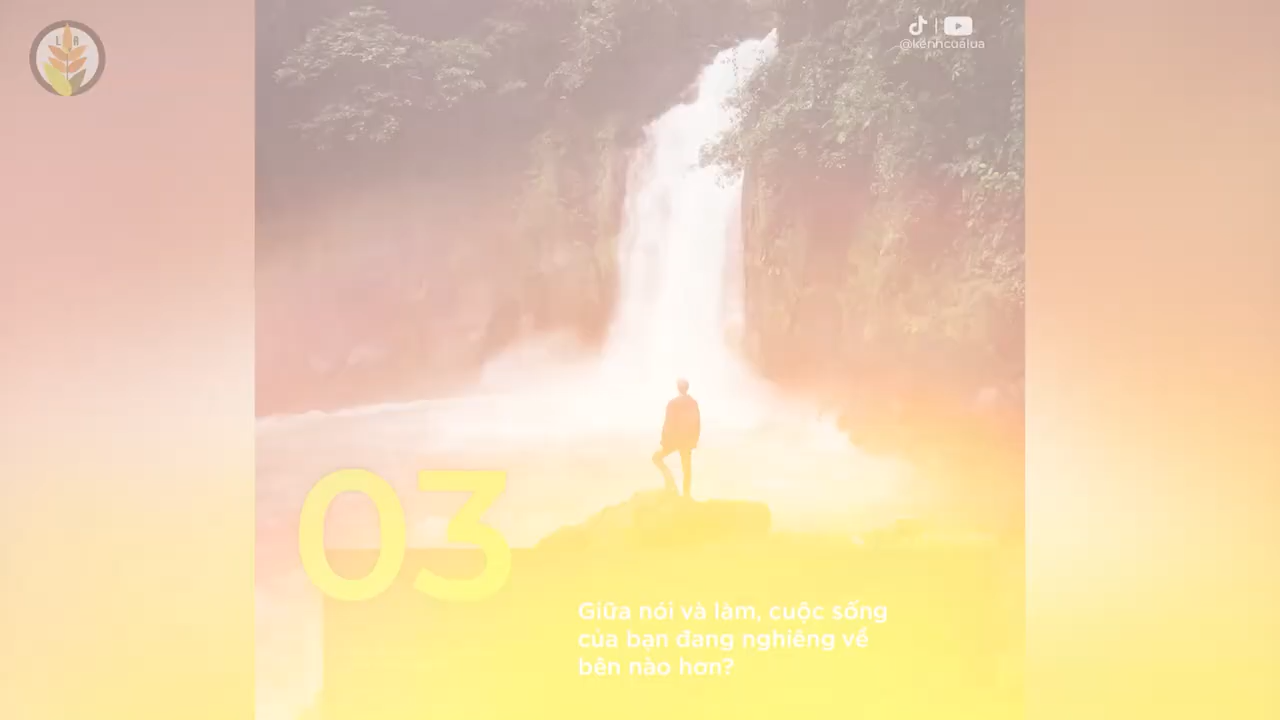 L A
@kenhcualua
03
Giữa nói và làm, cuộc sống
của bạn đang nghiêng về
bên nào hơn?